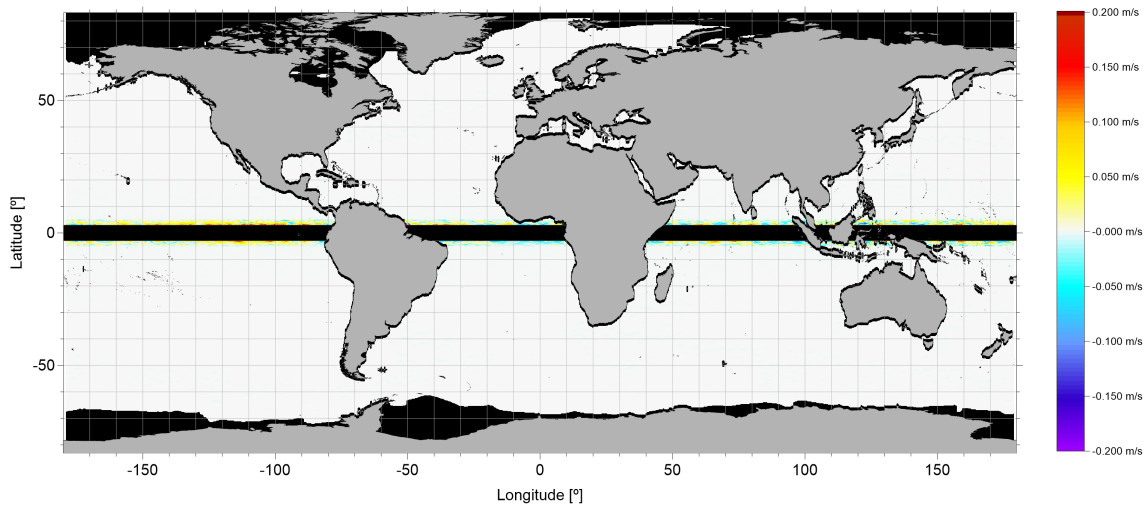 0.200 m/s
0.150 m/s
0.100 m/s
0.050 m/s
-0.000 m/s
-0.050 m/s
-0.100 m/s
-0.150 m/s
-0.200 m/s
50
0
-50
Latitude [º]
-150 -100 -50 0 50 100 150
Longitude [º]